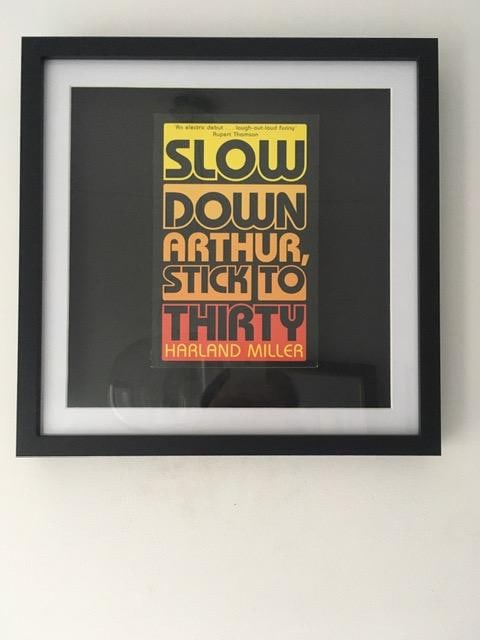 'An electric debut . . . laugh-out-loud funny'
Rupert Thomson
SLOW
DOWN
ARTHUR,
STICK TO
THIRTY
HARLAND MILLER